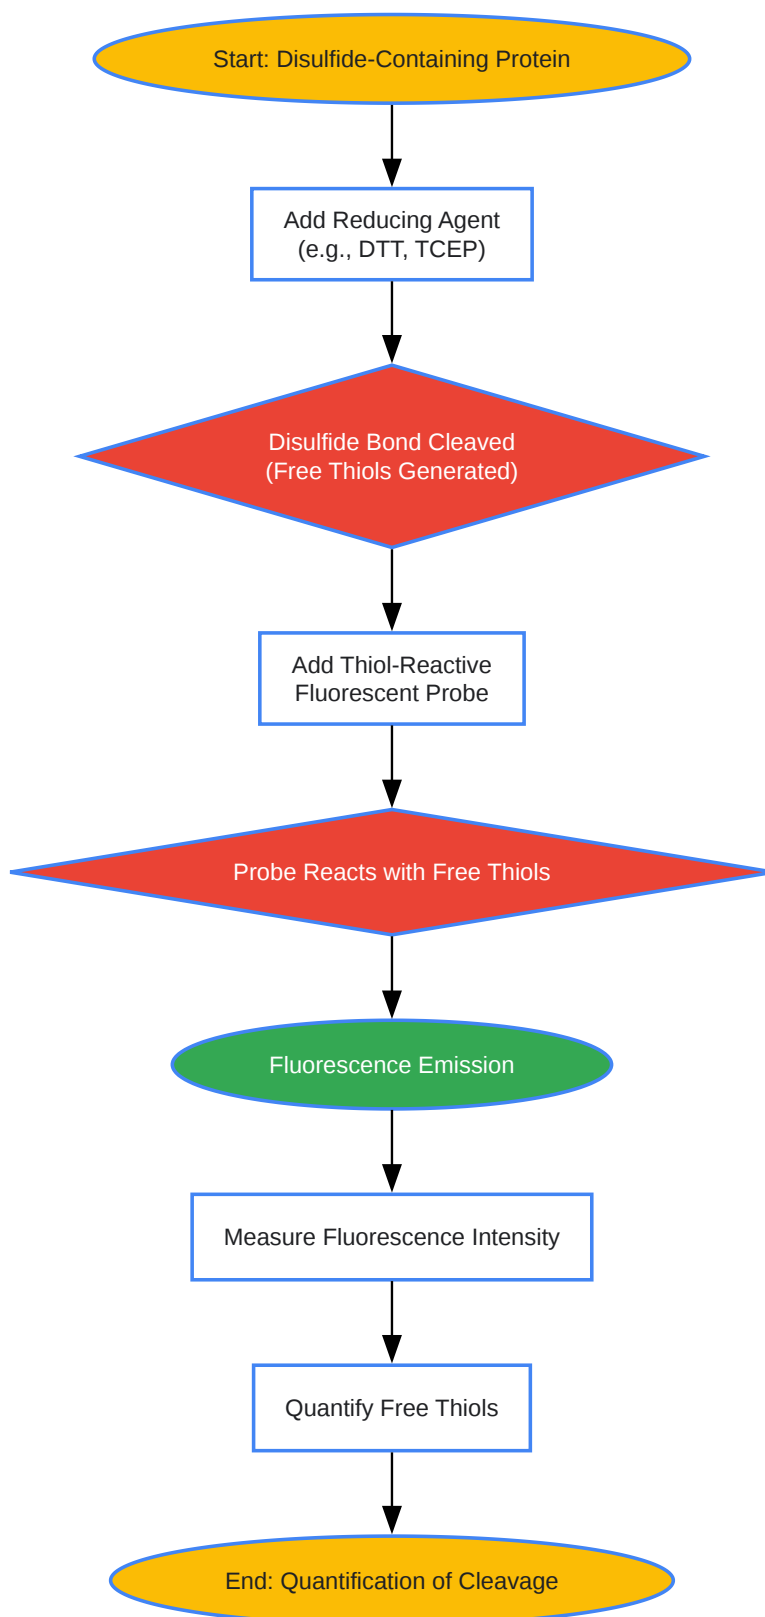 Start: Disulfide-Containing Protein
Add Reducing Agent
(e.g., DTT, TCEP)
Disulfide Bond Cleaved
(Free Thiols Generated)
Add Thiol-Reactive
Fluorescent Probe
Probe Reacts with Free Thiols
Fluorescence Emission
Measure Fluorescence Intensity
Quantify Free Thiols
End: Quantification of Cleavage